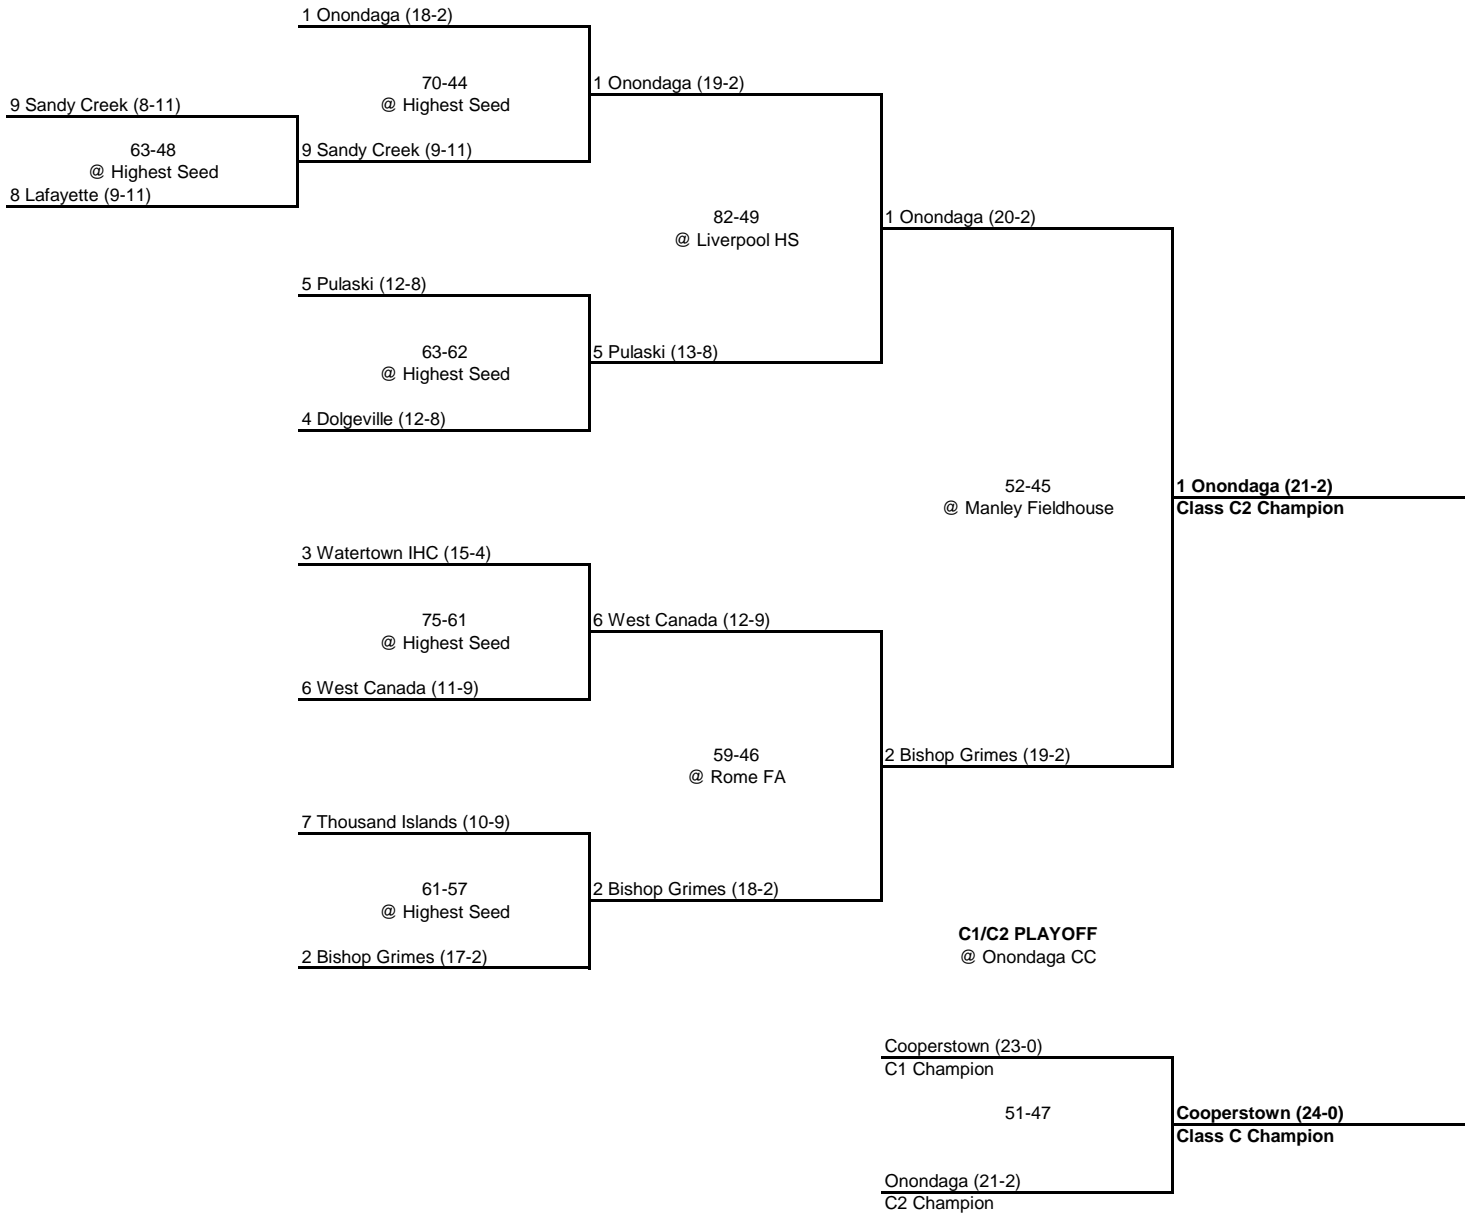 1 Onondaga (18-2)
70-44
@ Highest Seed
1 Onondaga (19-2)
9 Sandy Creek (8-11)
63-48
@ Highest Seed
9 Sandy Creek (9-11)
8 Lafayette (9-11)
82-49
@ Liverpool HS
1 Onondaga (20-2)
5 Pulaski (12-8)
63-62
@ Highest Seed
5 Pulaski (13-8)
4 Dolgeville (12-8)
52-45
@ Manley Fieldhouse
1 Onondaga (21-2)
Class C2 Champion
3 Watertown IHC (15-4)
75-61
@ Highest Seed
6 West Canada (12-9)
6 West Canada (11-9)
59-46
@ Rome FA
2 Bishop Grimes (19-2)
7 Thousand Islands (10-9)
61-57
@ Highest Seed
2 Bishop Grimes (18-2)
2 Bishop Grimes (17-2)
C1/C2 PLAYOFF
@ Onondaga CC
Cooperstown (23-0)
C1 Champion
51-47
Cooperstown (24-0)
Class C Champion
Onondaga (21-2)
C2 Champion